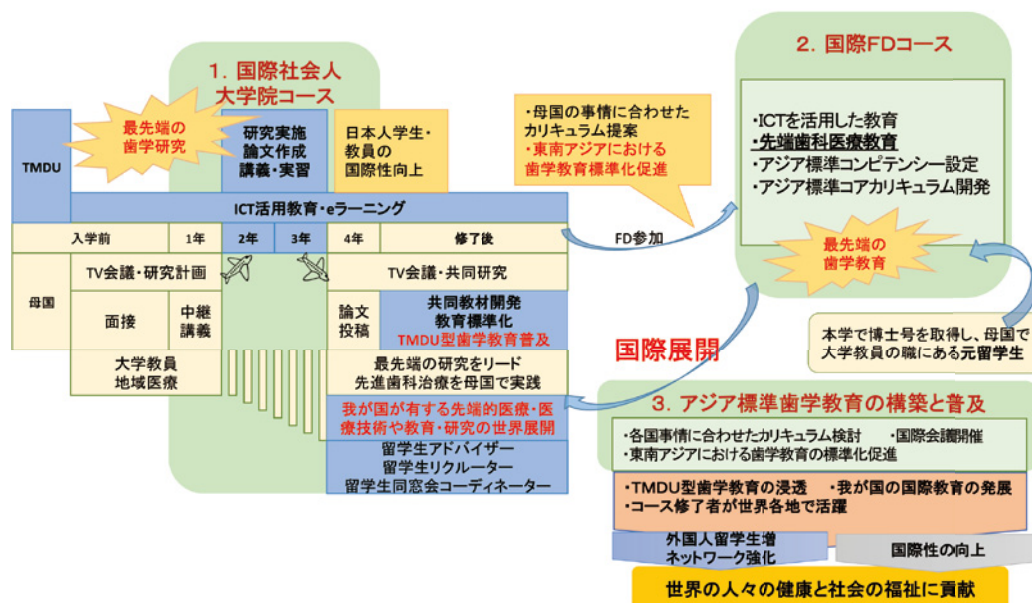 1．国際社会人
大学院コース
最先端の
歯学研究
TMDU
研究実施
論文作成
講義・実習
日本人学生・
教員の
国際性向上
ICT活用教育・eラーニング
入学前
1年
2年
3年
4年
修了後
母国
TV会議・研究計画
TV会議・共同研究
面接
中継
講義
論文
投稿
共同教材開発
教育標準化
TMDU型歯学教育普及
大学教員
地域医療
最先端の研究をリード
先進歯科治療を母国で実践
我が国が有する先端的医療・医
療技術や教育・研究の世界展開
留学生アドバイザー
留学生リクルーター
留学生同窓会コーディネーター
・母国の事情に合わせた
カリキュラム提案
・東南アジアにおける
歯学教育標準化促進
FD参加
2．国際FDコース
・ICTを活用した教育
・先端歯科医療教育
・アジア標準コンピテンシー設定
・アジア標準コアカリキュラム開発
最先端の
歯学教育
本学で博士号を取得し、母国で
大学教員の職にある元留学生
国際展開
3．アジア標準歯学教育の構築と普及
・各国事情に合わせたカリキュラム検討　・国際会議開催
・東南アジアにおける歯学教育の標準化促進
・TMDU型歯学教育の浸透　・我が国の国際教育の発展
・コース修了者が世界各地で活躍
外国人留学生増
ネットワーク強化
国際性の向上
世界の人々の健康と社会の福祉に貢献